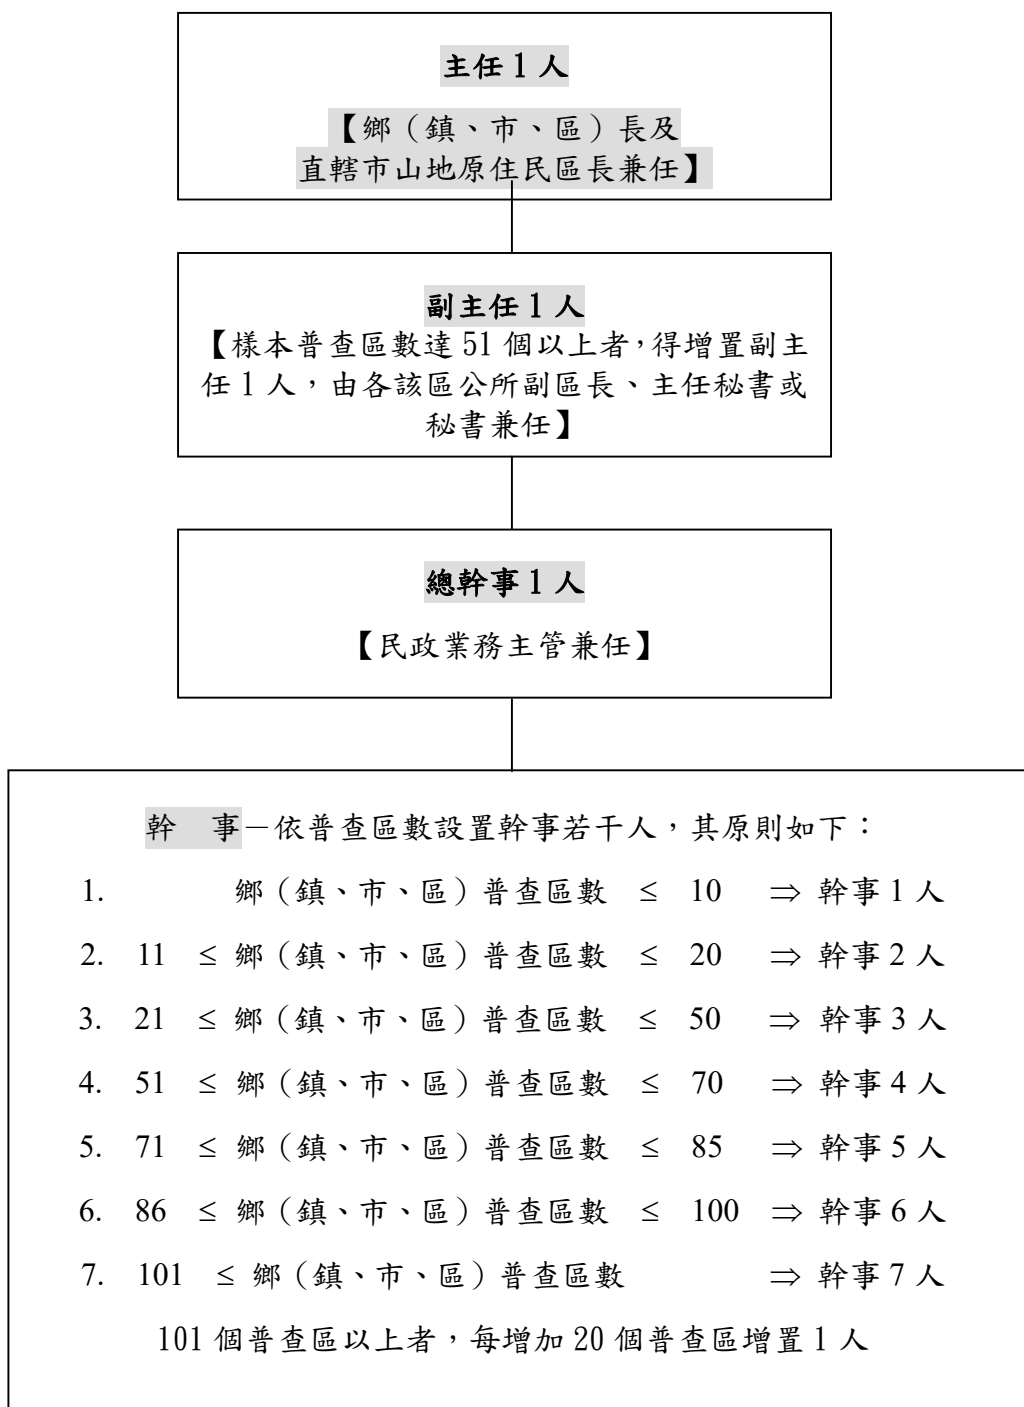 主任1人
【鄉（鎮、市、區）長及
直轄市山地原住民區長兼任】
副主任1人
【樣本普查區數達51個以上者，得增置副主
任1人，由各該區公所副區長、主任秘書或
秘書兼任】
總幹事1人
【民政業務主管兼任】
幹　事－依普查區數設置幹事若干人，其原則如下：
1. 鄉（鎮、市、區）普查區數 ≤ 10 ⇒ 幹事1人
2. 11 ≤ 鄉（鎮、市、區）普查區數 ≤ 20 ⇒ 幹事2人
3. 21 ≤ 鄉（鎮、市、區）普查區數 ≤ 50 ⇒ 幹事3人
4. 51 ≤ 鄉（鎮、市、區）普查區數 ≤ 70 ⇒ 幹事4人
5. 71 ≤ 鄉（鎮、市、區）普查區數 ≤ 85 ⇒ 幹事5人
6. 86 ≤ 鄉（鎮、市、區）普查區數 ≤ 100 ⇒ 幹事6人
7. 101 ≤ 鄉（鎮、市、區）普查區數 ⇒ 幹事7人
101個普查區以上者，每增加20個普查區增置1人